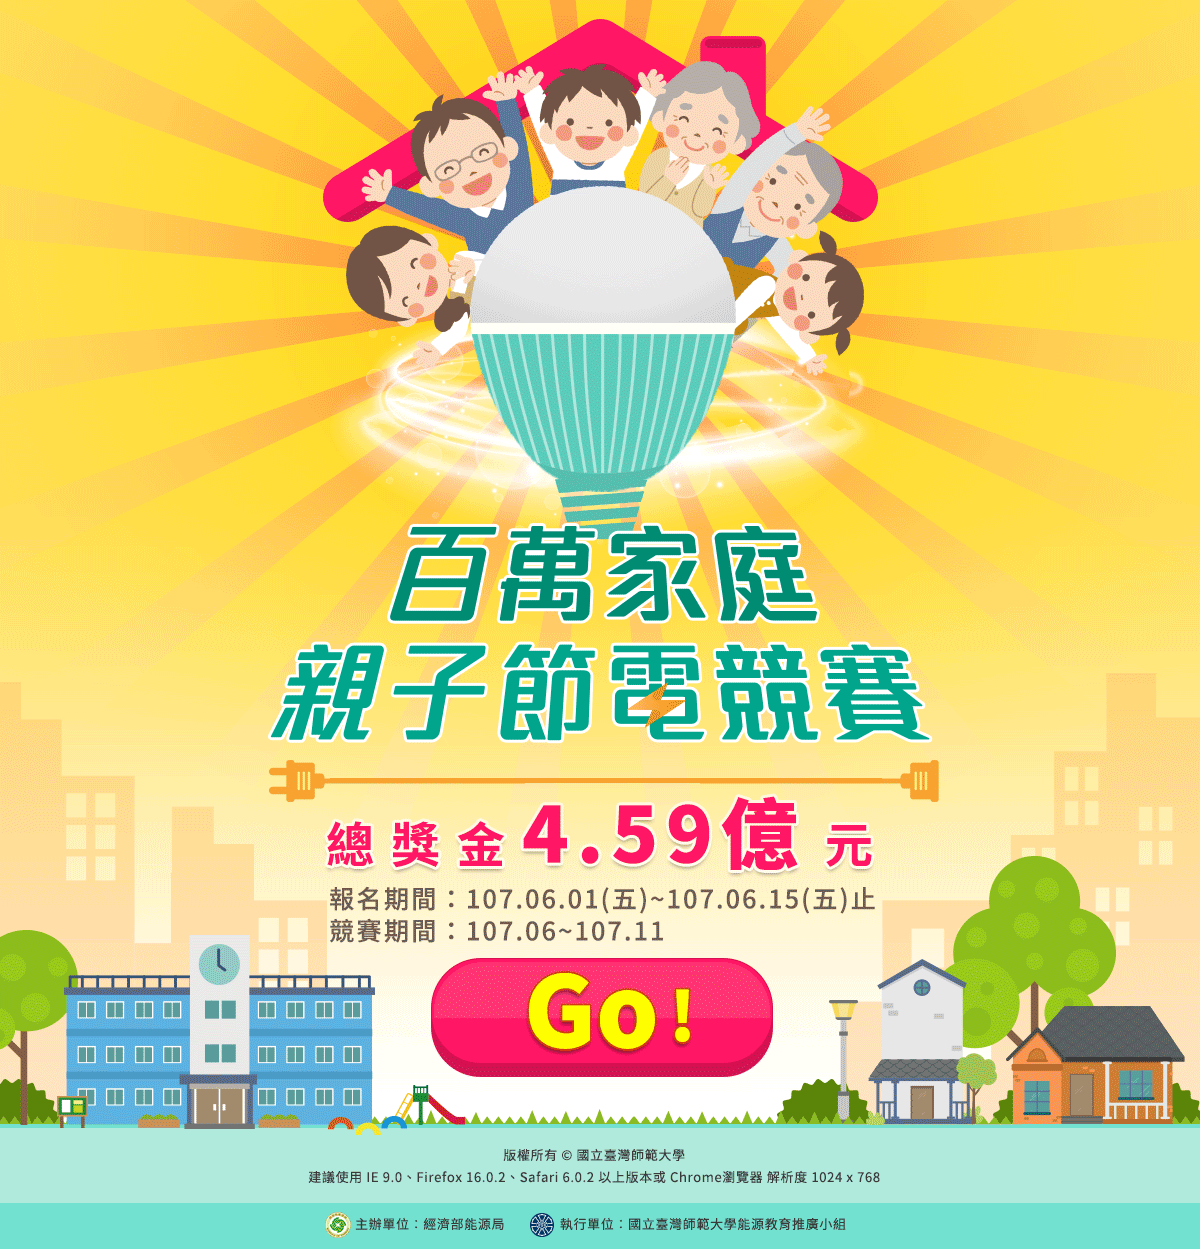 百萬家庭
親子節電競賽
總獎金4.59億元
報名期間：107.06.01(五)~107.06.15(五)止
競賽期間：107.06~107.11
Go!
版權所有 © 國立臺灣師範大學
建議使用 IE 9.0、Firefox 16.0.2、Safari 6.0.2 以上版本或 Chrome瀏覽器 解析度 1024 x 768
主辦單位：經濟部能源局 執行單位：國立臺灣師範大學能源教育推廣小組